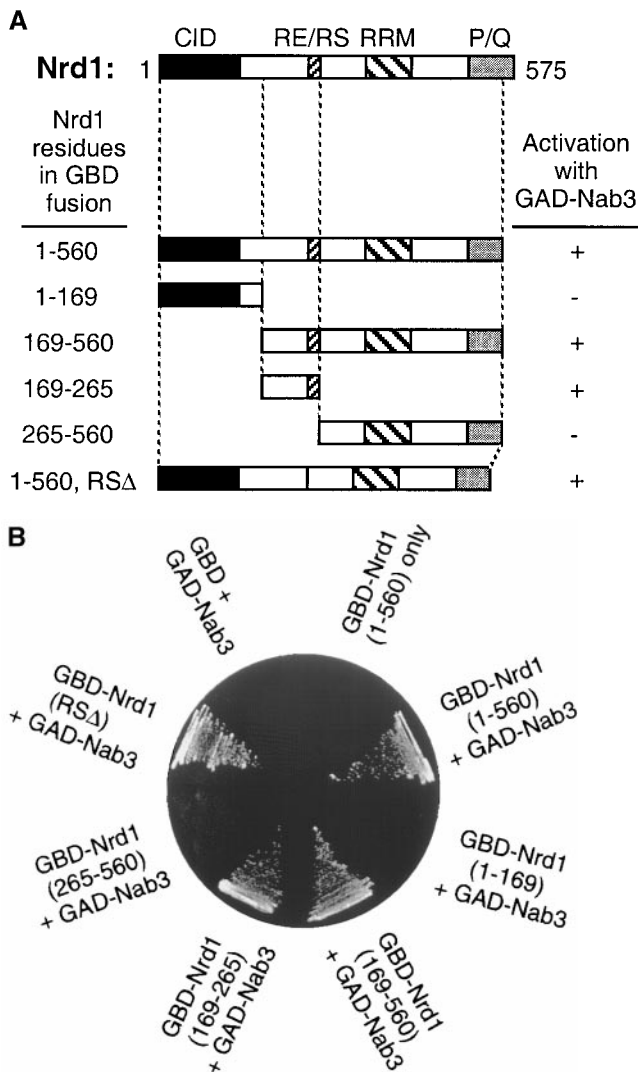 A
CID RE/RS RRM P/Q
Nrd1: 1 575
Nrd1
residues
in GBD
fusion
Activation
with
GAD-Nab3
1-560 +
1-169 -
169-560 +
169-265 +
265-560 -
1-560, RSΔ +
B
GBD +
GAD-Nab3
GBD-Nrd1
(1-560) only
GBD-Nrd1
(1-560)
+ GAD-Nab3
GBD-Nrd1
(1-169)
+ GAD-Nab3
GBD-Nrd1
(169-560)
+ GAD-Nab3
GBD-Nrd1
(169-265)
+ GAD-Nab3
GBD-Nrd1
(265-560)
+ GAD-Nab3
GBD-Nrd1
(RSΔ)
+ GAD-Nab3